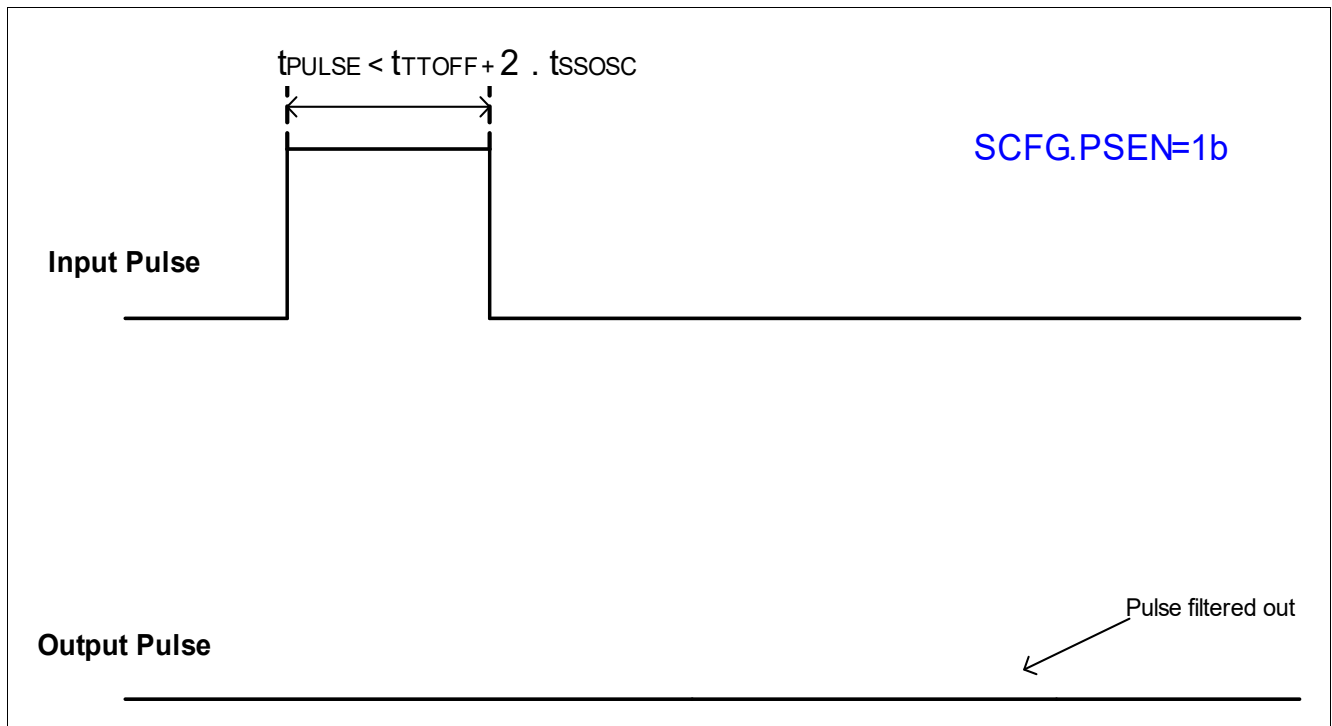 tPULSE < tTTOFF + 2 . tSSOSC
SCFG.PSEN=1b
Input Pulse
Pulse filtered out
Output Pulse